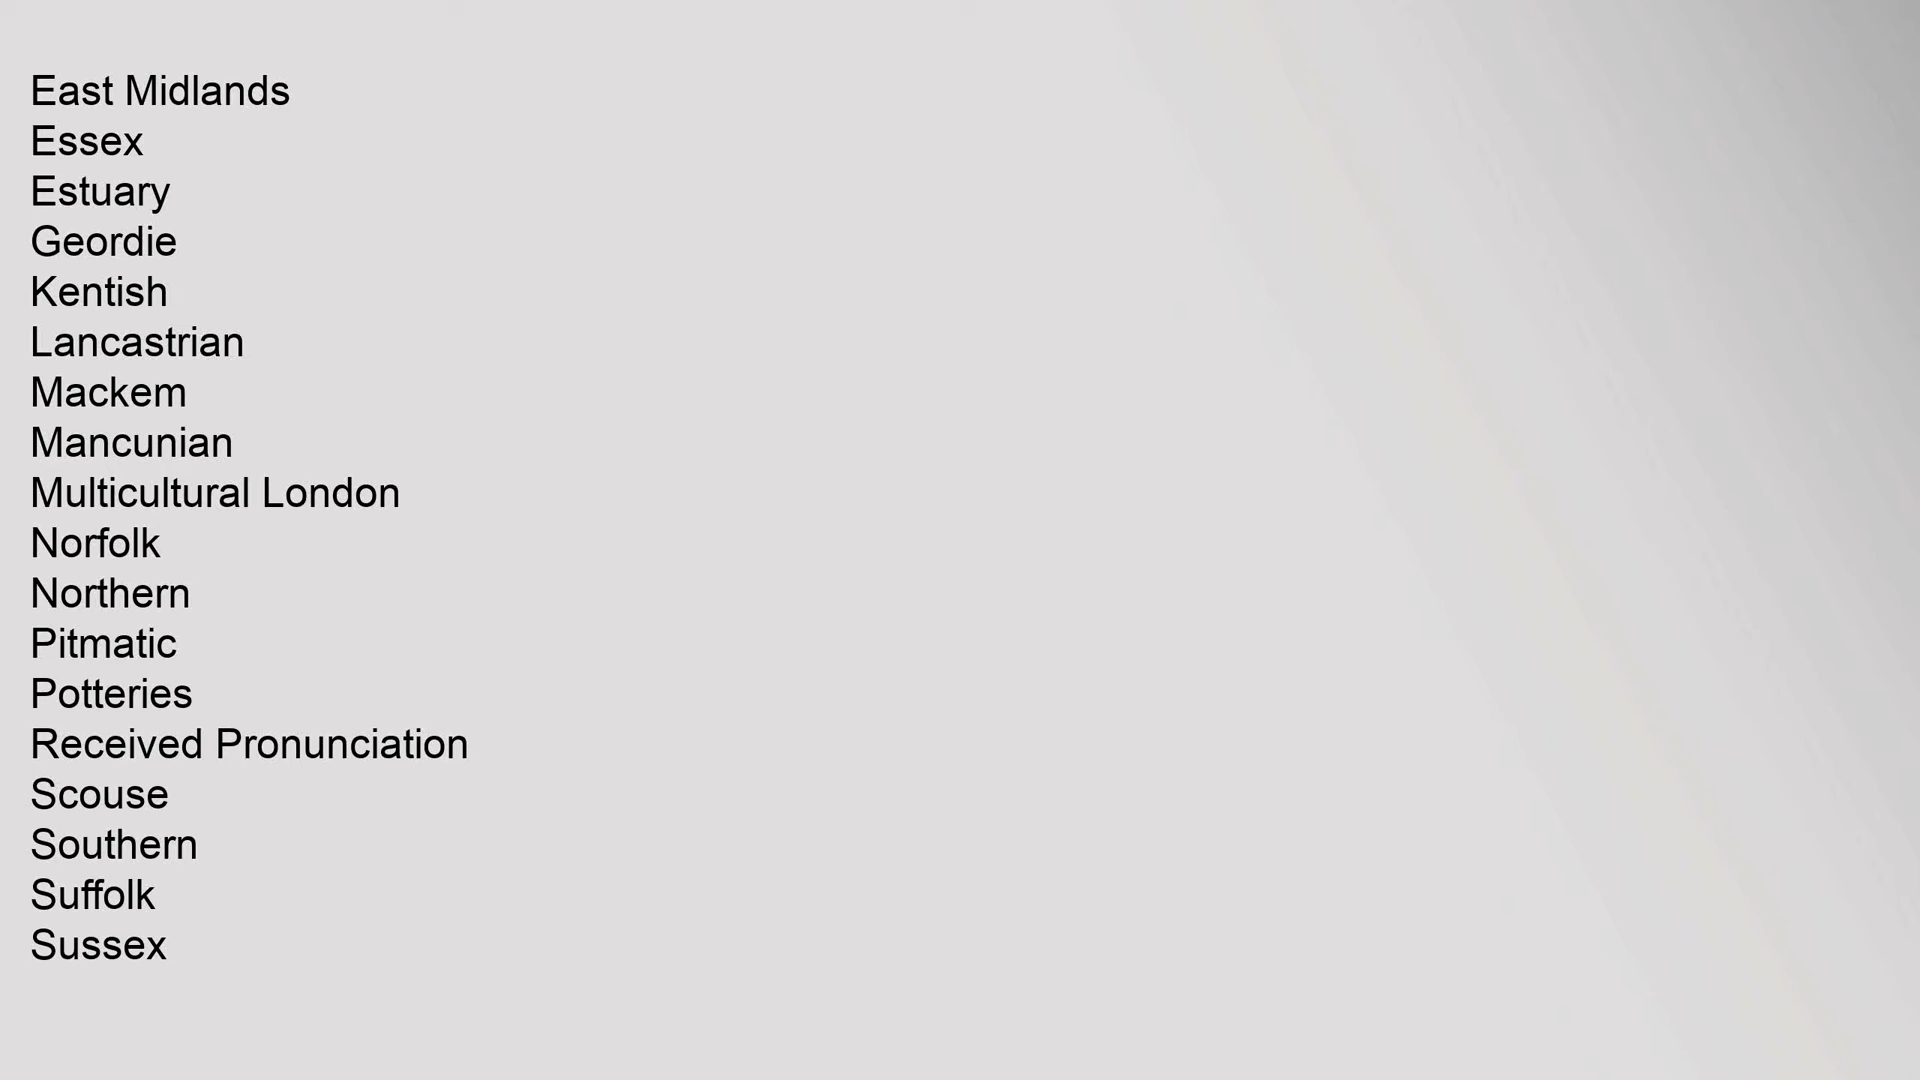 East Midlands
Essex
Estuary
Geordie
Kentish
Lancastrian
Mackem
Mancunian
Multicultural London
Norfolk
Northern
Pitmatic
Potteries
Received Pronunciation
Scouse
Southern
Suffolk
Sussex